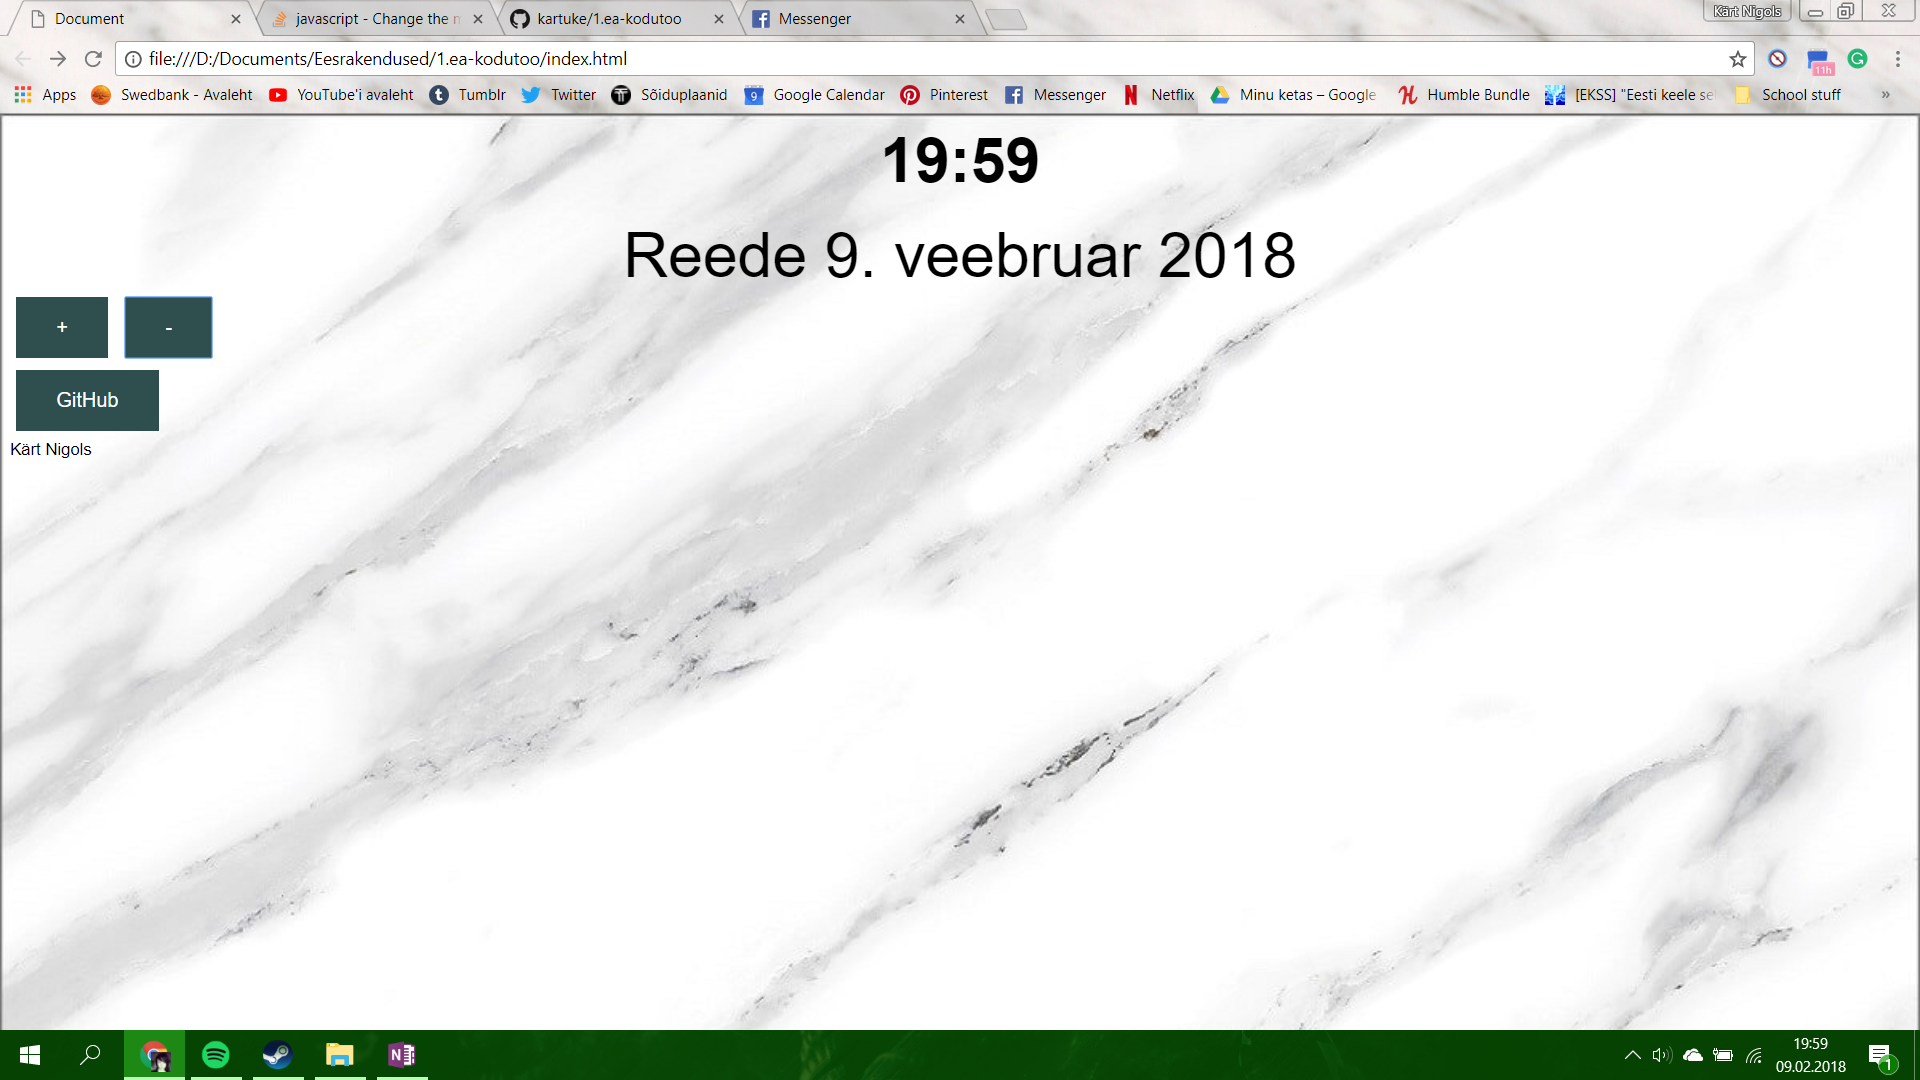 Document
javascript - Change the
kartuke/1.ea-kodutoo
Messenger
Kärt Nigols
file:///D:/Documents/Eesrakendused/1.ea-kodutoo/index.html
11h
Apps
Swedbank - Avaleht
YouTube'i avaleht
Tumblr
Twitter
Sõiduplaanid
9
Google Calendar
Pinterest
Messenger
Netflix
Minu ketas – Google
Humble Bundle
[EKSS] "Eesti keele se
School stuff
»
19:59
Reede 9. veebruar 2018
+
-
GitHub
Kärt Nigols
19:59
09.02.2018
1